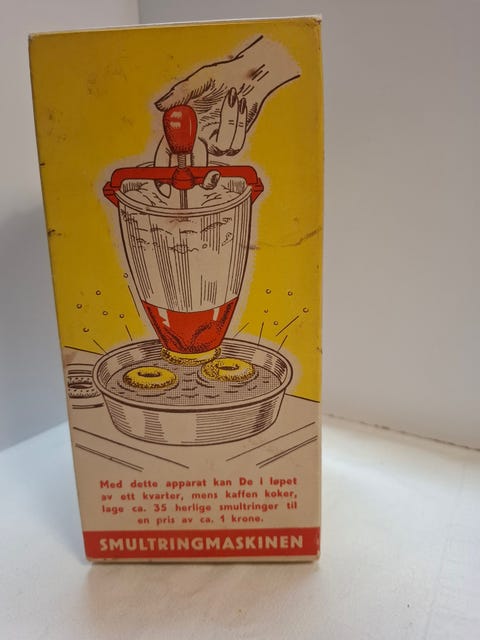 Med dette apparat kan De i løpet
av ett kvarter, mens kaffen koker,
lage ca. 35 herlige smultringer til
en pris av ca. 1 krone.
SMULTRINGMASKINEN